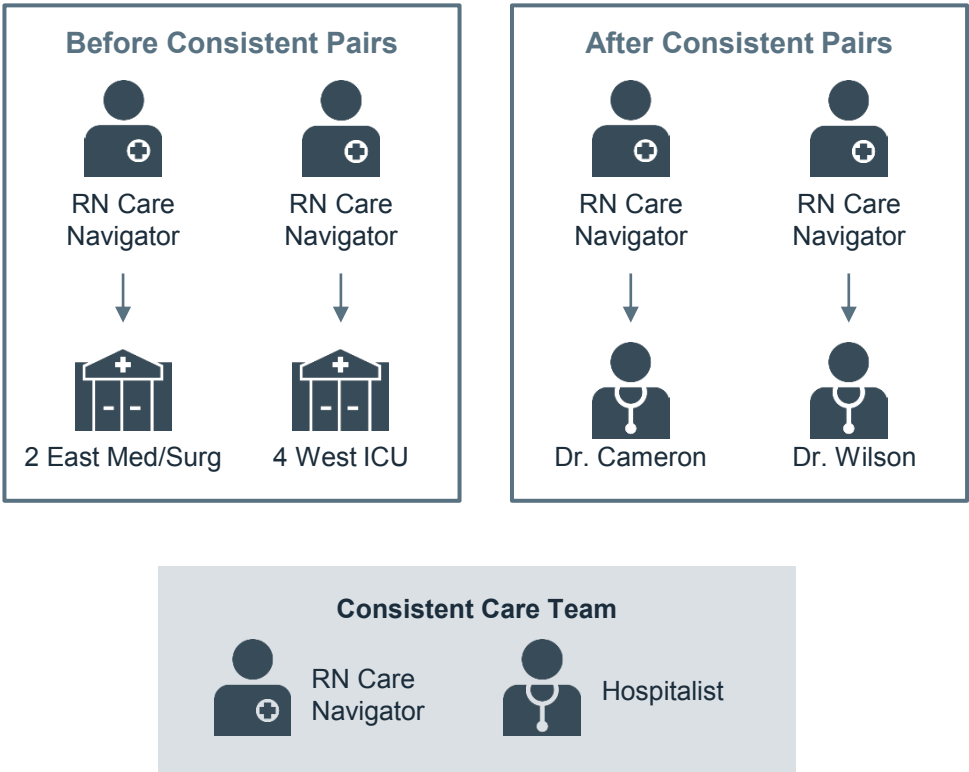 Before Consistent Pairs
RN Care
Navigator
RN Care
Navigator
2 East Med/Surg
4 West ICU
After Consistent Pairs
RN Care
Navigator
RN Care
Navigator
Dr. Cameron
Dr. Wilson
Consistent Care Team
RN Care
Navigator
Hospitalist